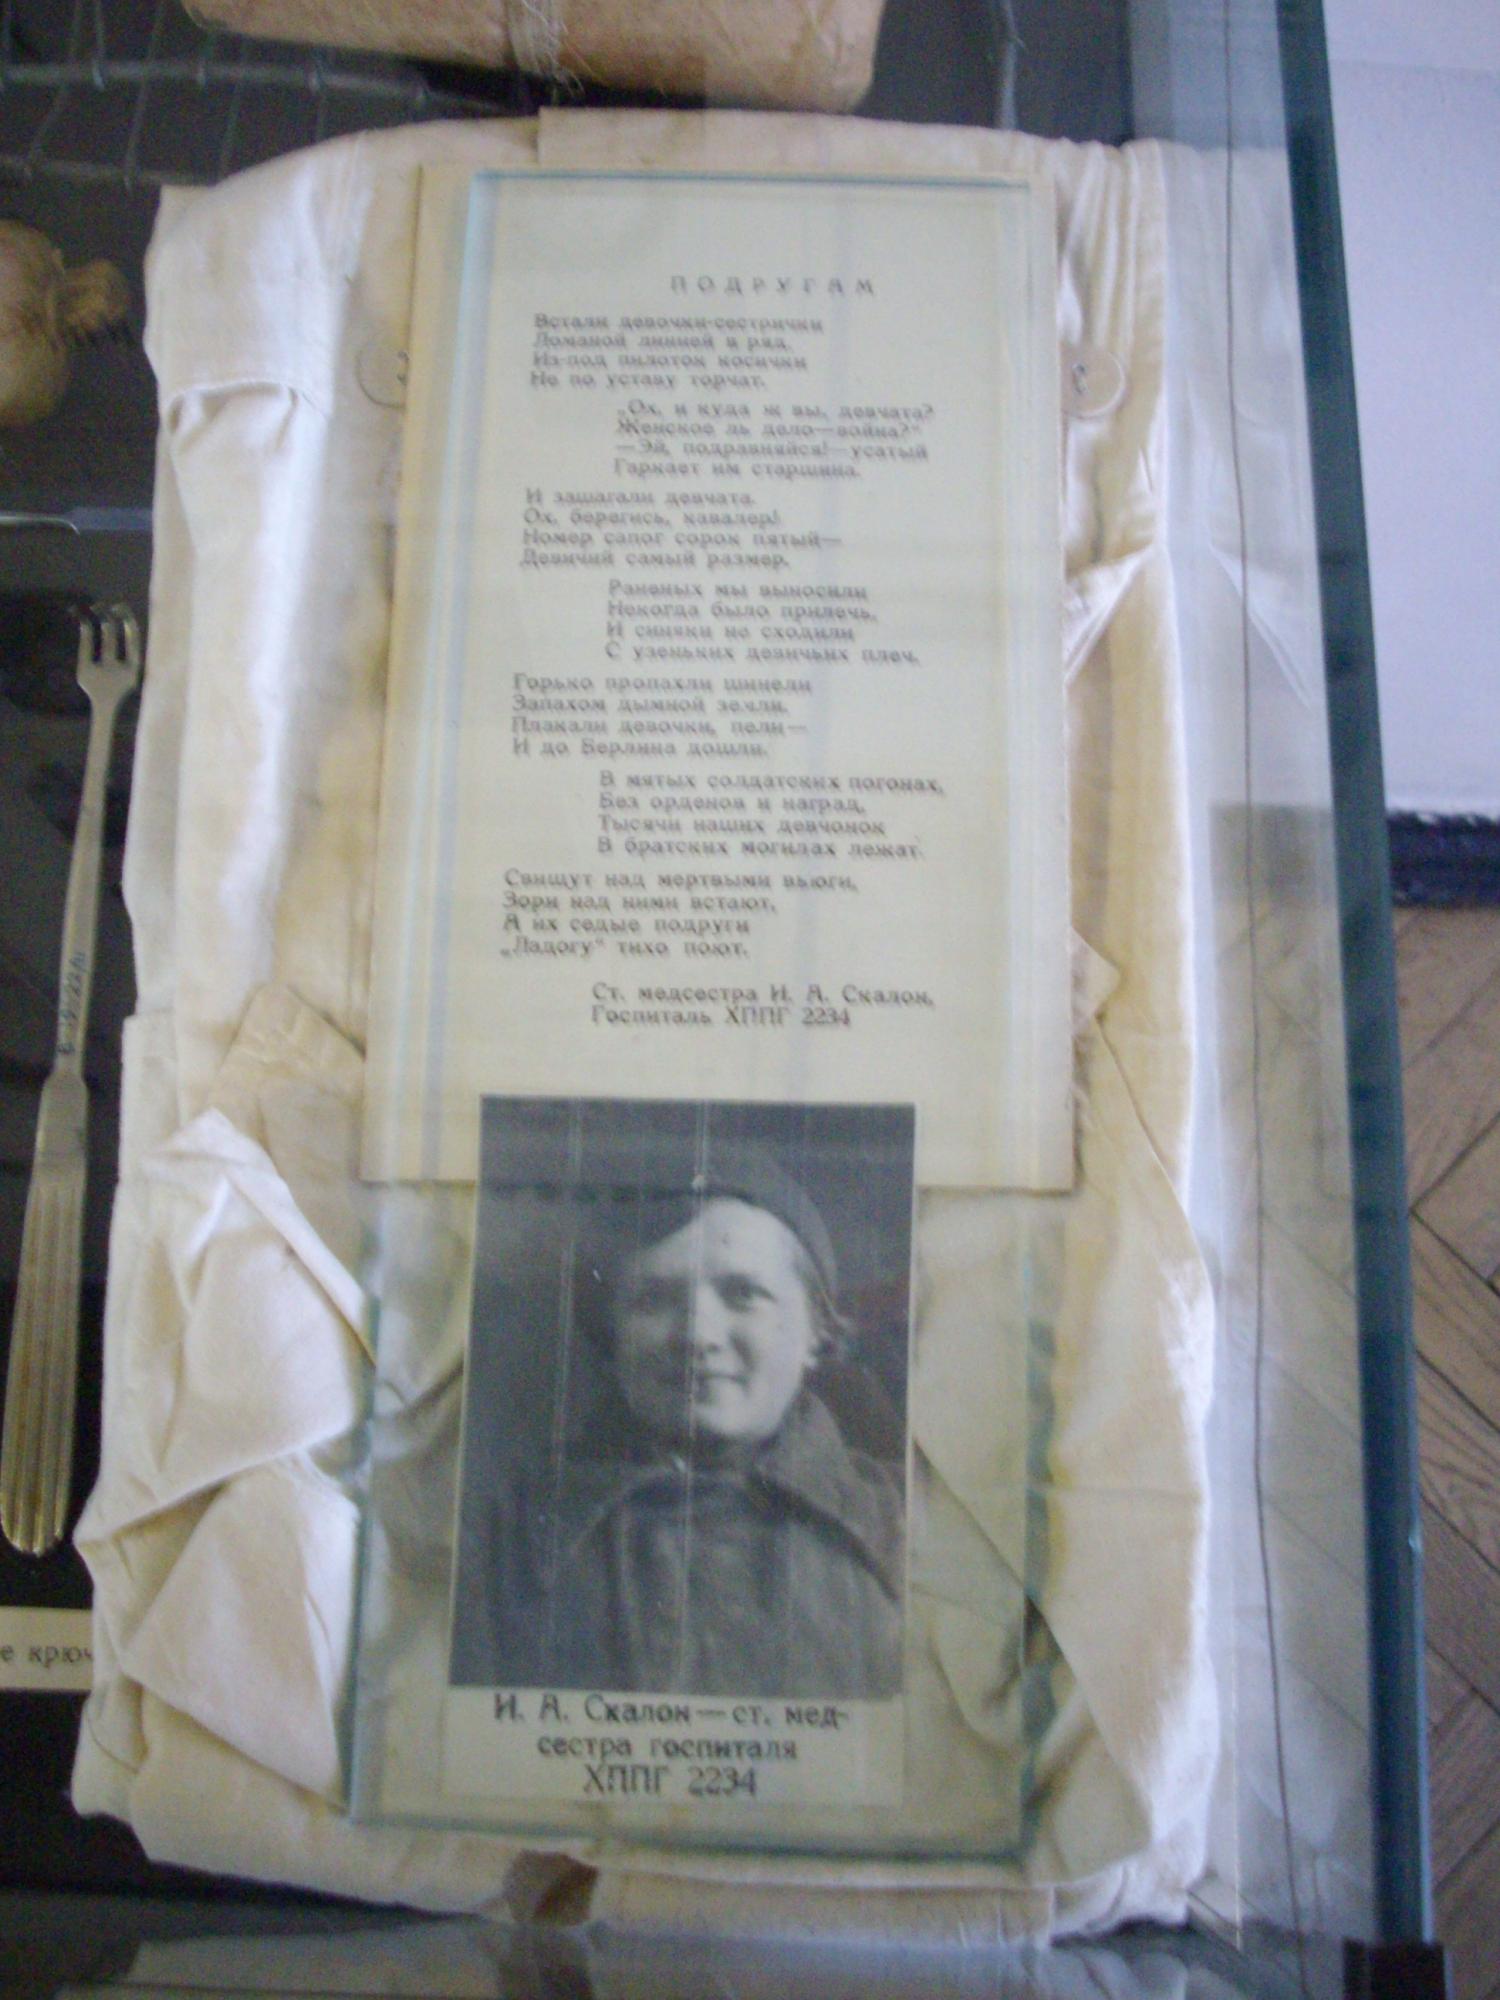 ПОДРУГАМ
Встали девочки-сестрички
Ломаной линией в ряд.
Из-под пилоток косички
Не по уставу торчат.
„Ох, и куда ж вы, девчата?
Женское ль дело—война?“
—Эй, подравняйся!—усатый
Гаркает им старшина.
И зашагали девчата.
Ох, берегись, кавалер!
Номер сапог сорок пятый—
Девичий самый размер.
Раненых мы выносили
Некогда было прилечь,
И синяки не сходили
С узеньких девичьих плеч.
Горько пропахли шинели
Запахом дымной земли.
Плакали девочки, пели—
И до Берлина дошли.
В мятых солдатских погонах,
Без орденов и наград,
Тысячи наших девчонок
В братских могилах лежат.
Свищут над мертвыми вьюги,
Зори над ними встают,
А их седые подруги
„Ладогу“ тихо поют.
Ст. медсестра И. А. Скалон,
Госпиталь ХППГ 2234
И. А. Скалон—ст. мед-
сестра госпиталя
ХППГ 2234
е крюч